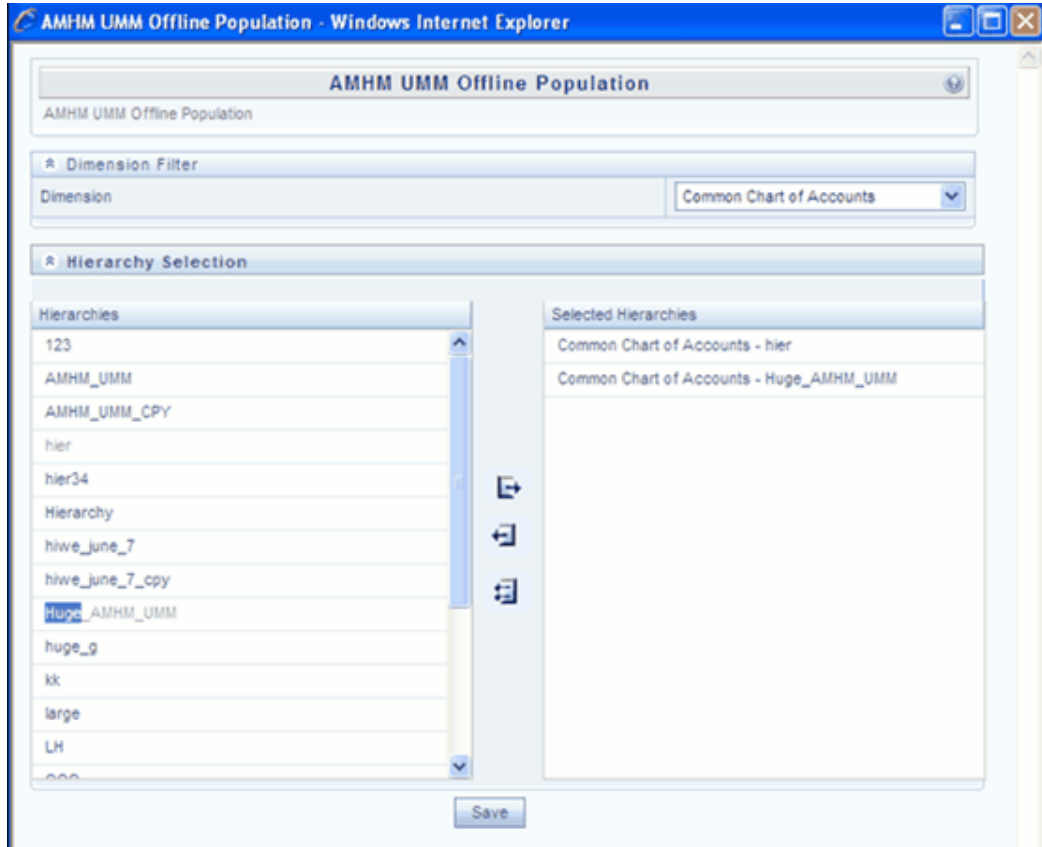 AMHM UMM Offline Population - Windows Internet Explorer
AMHM UMM Offline Population
AMHM UMM Offline Population
Dimension Filter
Dimension
Common Chart of Accounts
Hierarchy Selection
Hierarchies
123
AMHM_UMM
AMHM_UMM_CPY
hier
hier34
Hierarchy
hiwe_june_7
hiwe_june_7_cpy
Huge_AMHM_UMM
huge_g
kk
large
LH
Selected Hierarchies
Common Chart of Accounts - hier
Common Chart of Accounts - Huge_AMHM_UMM
Save